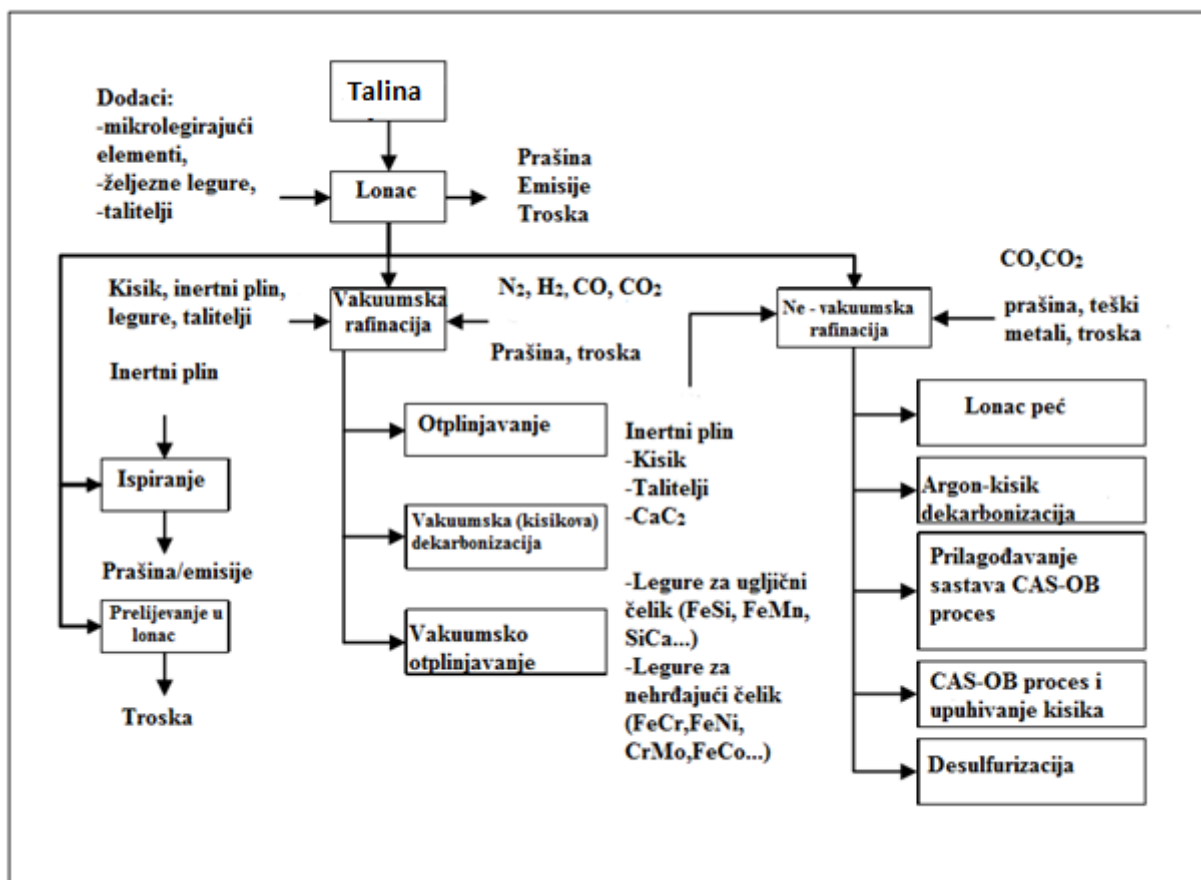 Talina
Dodaci:
-mikrolegirajući
elementi,
-željezne legure,
-talitelji
Lonac
Prašina
Emisije
Troska
Kisik, inertni plin,
legure, talitelji
Vakuumska
rafinacija
N₂, H₂, CO, CO₂
Prašina, troska
Ne - vakuumska
rafinacija
CO,CO₂
prašina, teški
metali, troska
Inertni plin
Ispiranje
Prašina/emisije
Prelijevanje u
lonac
Troska
Otplinjavanje
Vakuumska (kisikova)
dekarbonizacija
Vakuumsko
otplinjavanje
Inertni plin
-Kisik
-Talitelji
-CaC₂
-Legure za ugljični
čelik (FeSi, FeMn,
SiCa...)
-Legure za
nehrđajući čelik
(FeCr,FeNi,
CrMo,FeCo...)
Lonac peć
Argon-kisik
dekarbonizacija
Prilagođavanje
sastava CAS-OB
proces
CAS-OB proces i
upuhivanje kisika
Desulfurizacija